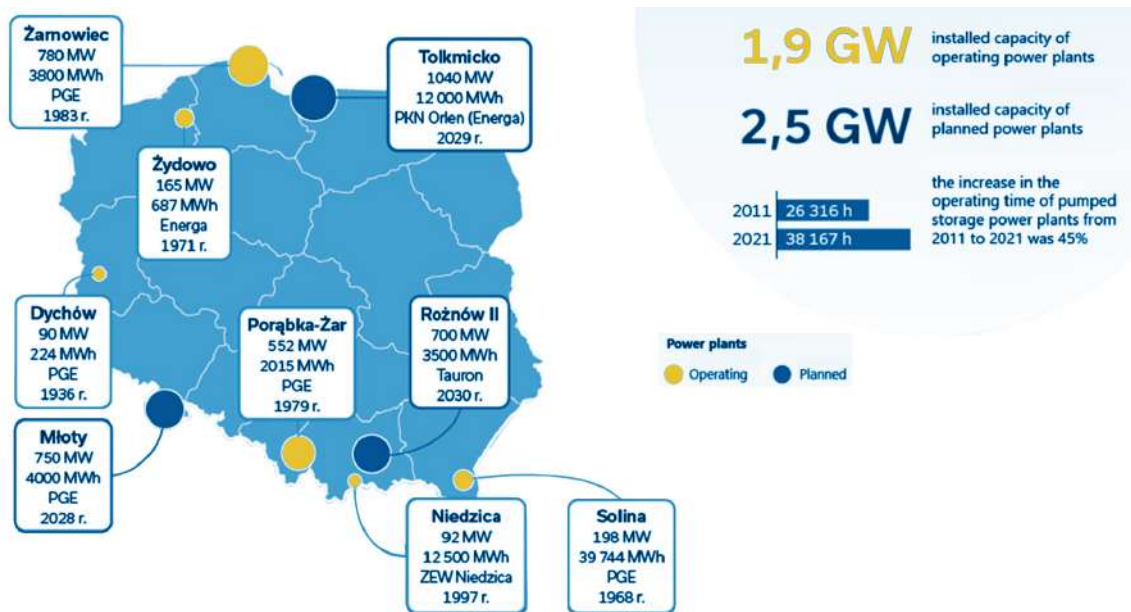 Żarnowiec
780 MW
3800 MWh
PGE
1983 r.
Tolkmicko
1040 MW
12 000 MWh
PKN Orlen (Energa)
2029 r.
Żydowo
165 MW
687 MWh
Energa
1971 r.
Dychów
90 MW
224 MWh
PGE
1936 r.
Porąbka-Żar
552 MW
2015 MWh
PGE
1979 r.
Rożnów II
700 MW
3500 MWh
Tauron
2030 r.
Młoty
750 MW
4000 MWh
PGE
2028 r.
Niedzica
92 MW
12 500 MWh
ZEW Niedzica
1997 r.
Solina
198 MW
39 744 MWh
PGE
1968 r.
1,9 GW
installed capacity of
operating power plants
2,5 GW
installed capacity of
planned power plants
2011 26 316 h
2021 38 167 h
the increase in the
operating time of pumped
storage power plants from
2011 to 2021 was 45%
Power plants
Operating Planned